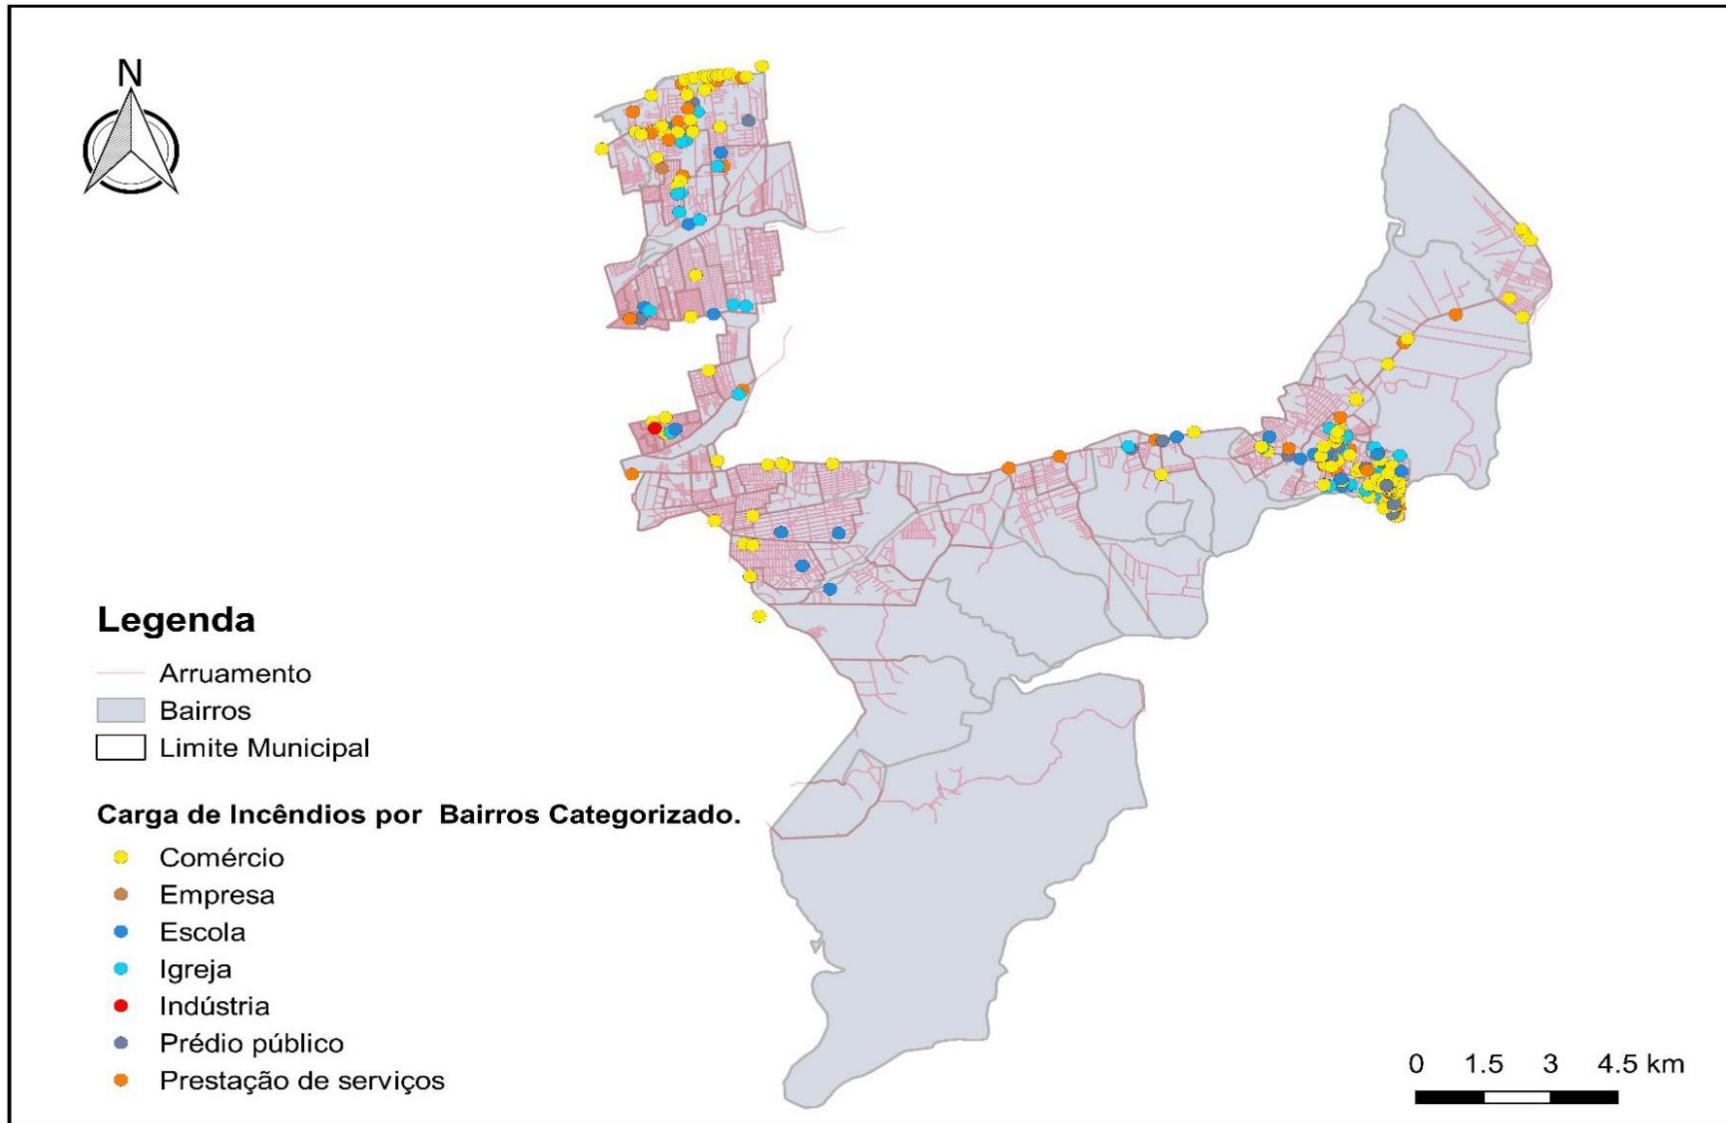 N
Legenda
Arruamento
Bairros
Limite Municipal
Carga de Incêndios por Bairros Categorizado.
Comércio
Empresa
Escola
Igreja
Indústria
Prédio público
Prestação de serviços
0 1.5 3 4.5 km